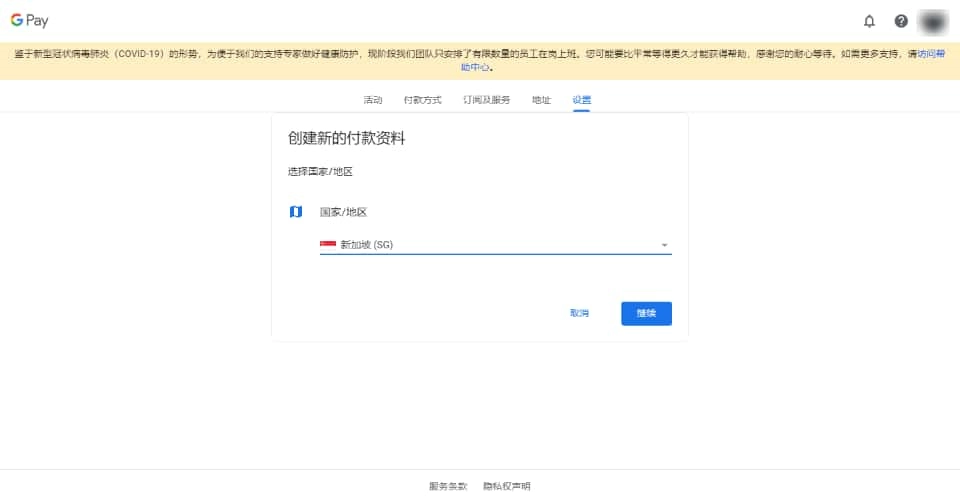 G Pay
鉴于新型冠状病毒肺炎（COVID-19）的形势，为便于我们的支持专家做好健康防护，现阶段我们团队只安排了有限数量的员工在岗上班。您可能要比平常等得更久才能获得帮助，感谢您的耐心等待。如需更多支持，请访问帮
助中心。
活动 付款方式 订阅及服务 地址 设置
创建新的付款资料
选择国家/地区
国家/地区
新加坡 (SG)
取消 继续
服务条款 隐私权声明